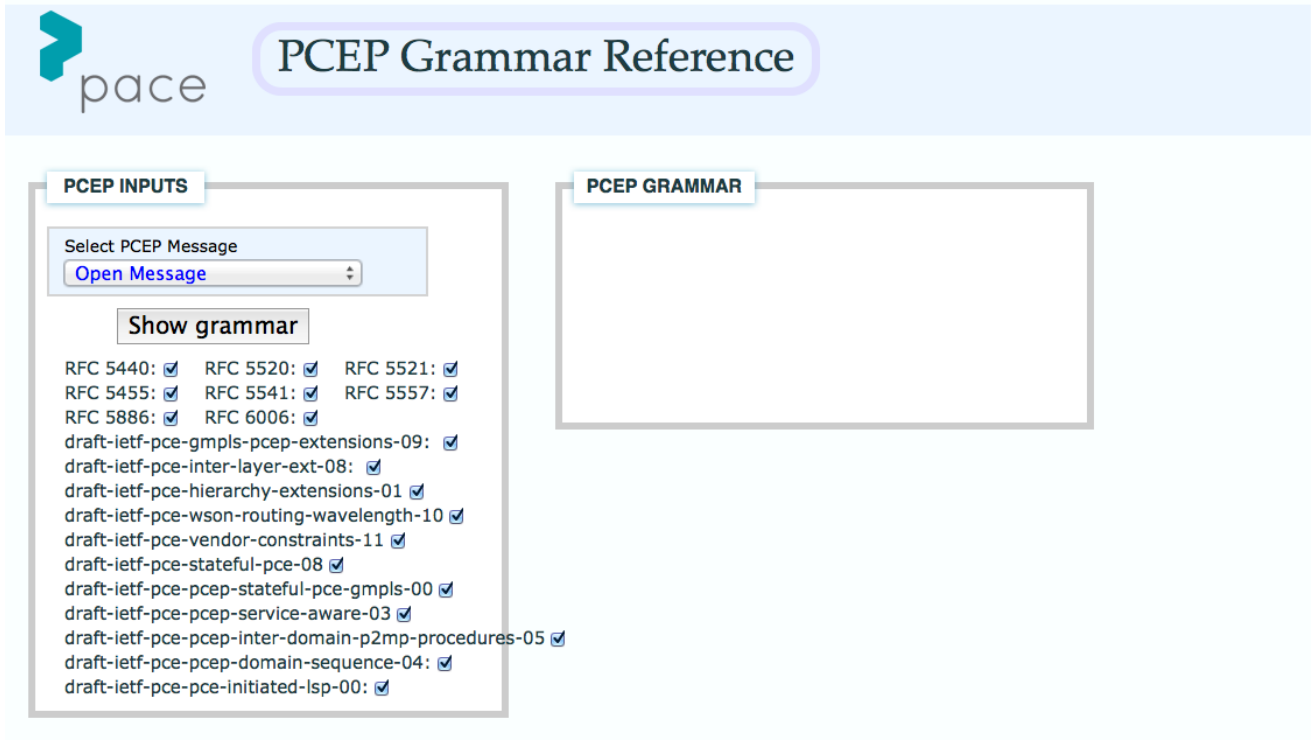 pace
PCEP Grammar Reference
PCEP INPUTS
Select PCEP Message
Open Message
Show grammar
RFC 5440: RFC 5520: RFC 5521:
RFC 5455: RFC 5541: RFC 5557:
RFC 5886: RFC 6006:
draft-ietf-pce-gmpls-pcep-extensions-09:
draft-ietf-pce-inter-layer-ext-08:
draft-ietf-pce-hierarchy-extensions-01
draft-ietf-pce-wson-routing-wavelength-10
draft-ietf-pce-vendor-constraints-11
draft-ietf-pce-stateful-pce-08
draft-ietf-pce-pcep-stateful-pce-gmpls-00
draft-ietf-pce-pcep-service-aware-03
draft-ietf-pce-pcep-inter-domain-p2mp-procedures-05
draft-ietf-pce-pcep-domain-sequence-04:
draft-ietf-pce-pce-initiated-lsp-00:
PCEP GRAMMAR